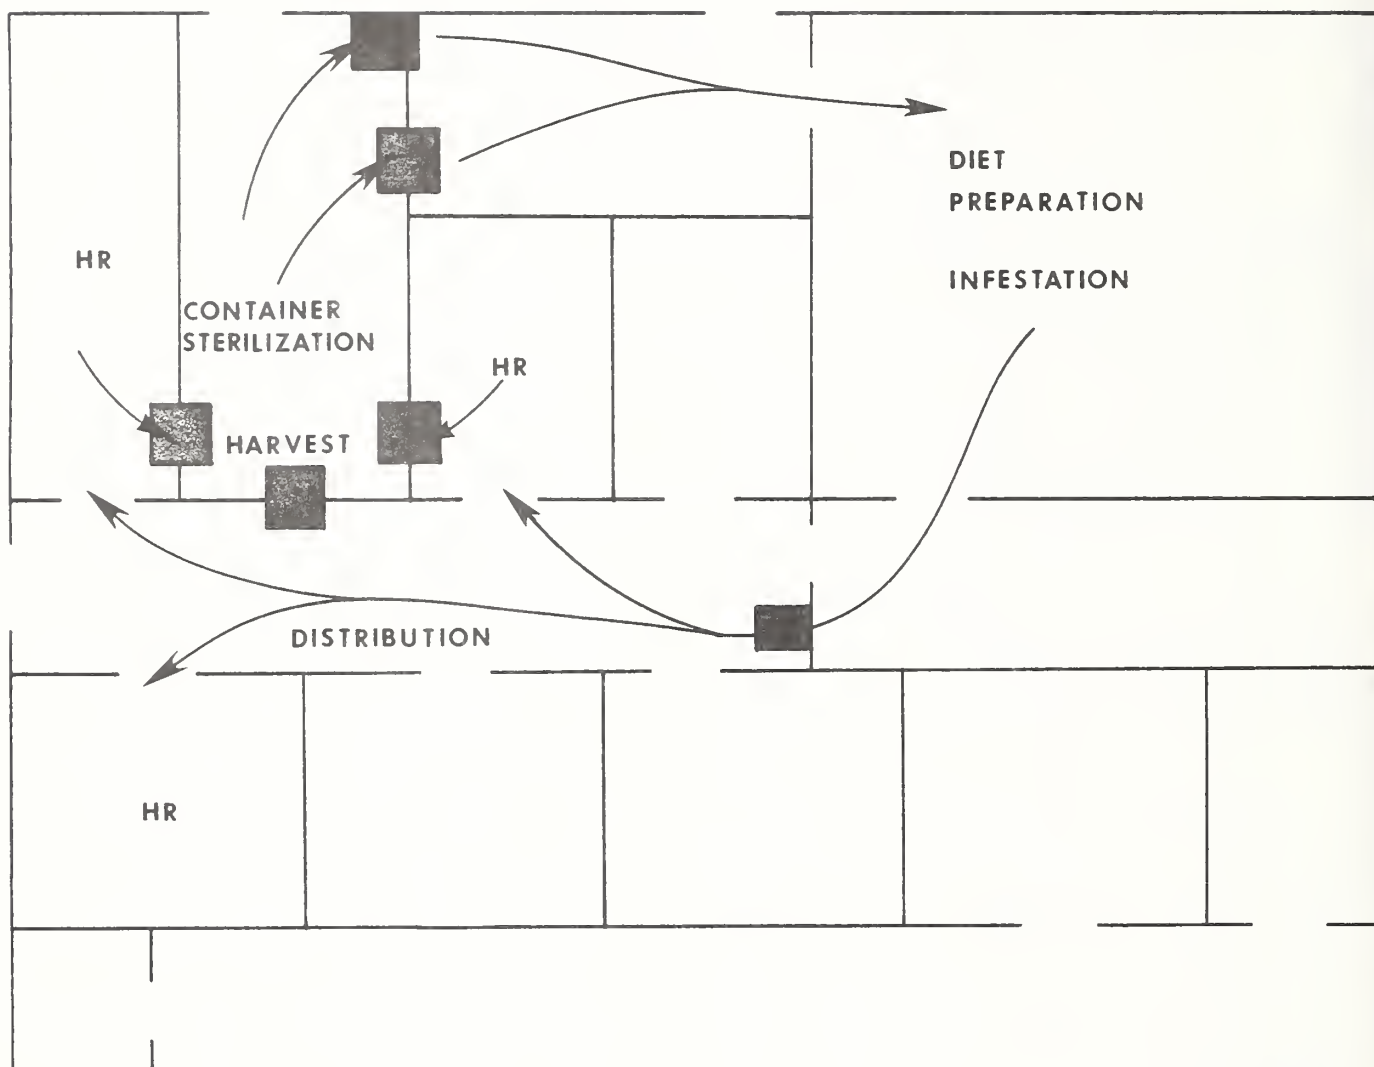 DIET
PREPARATION
INFESTATION
HR
CONTAINER
STERILIZATION
HR
HARVEST
DISTRIBUTION
HR